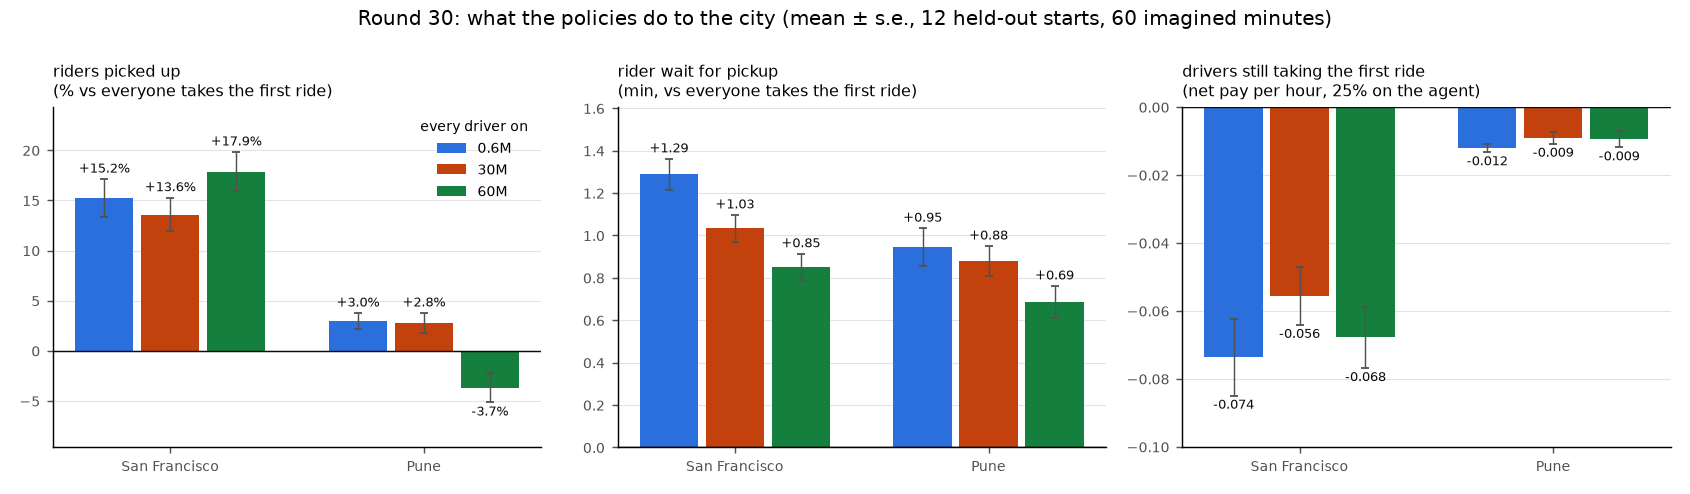 Round 30: what the policies do to the city (mean ± s.e., 12 held-out starts, 60 imagined minutes)
riders picked up
(% vs everyone takes the first ride)
every driver on
0.6M
30M
60M
20
15
10
5
0
−5
+15.2%
+13.6%
+17.9%
+3.0%
+2.8%
-3.7%
San Francisco
Pune
rider wait for pickup
(min, vs everyone takes the first ride)
1.6
1.4
1.2
1.0
0.8
0.6
0.4
0.2
0.0
+1.29
+1.03
+0.85
+0.95
+0.88
+0.69
San Francisco
Pune
drivers still taking the first ride
(net pay per hour, 25% on the agent)
0.00
−0.02
−0.04
−0.06
−0.08
−0.10
-0.074
-0.056
-0.068
-0.012
-0.009
-0.009
San Francisco
Pune